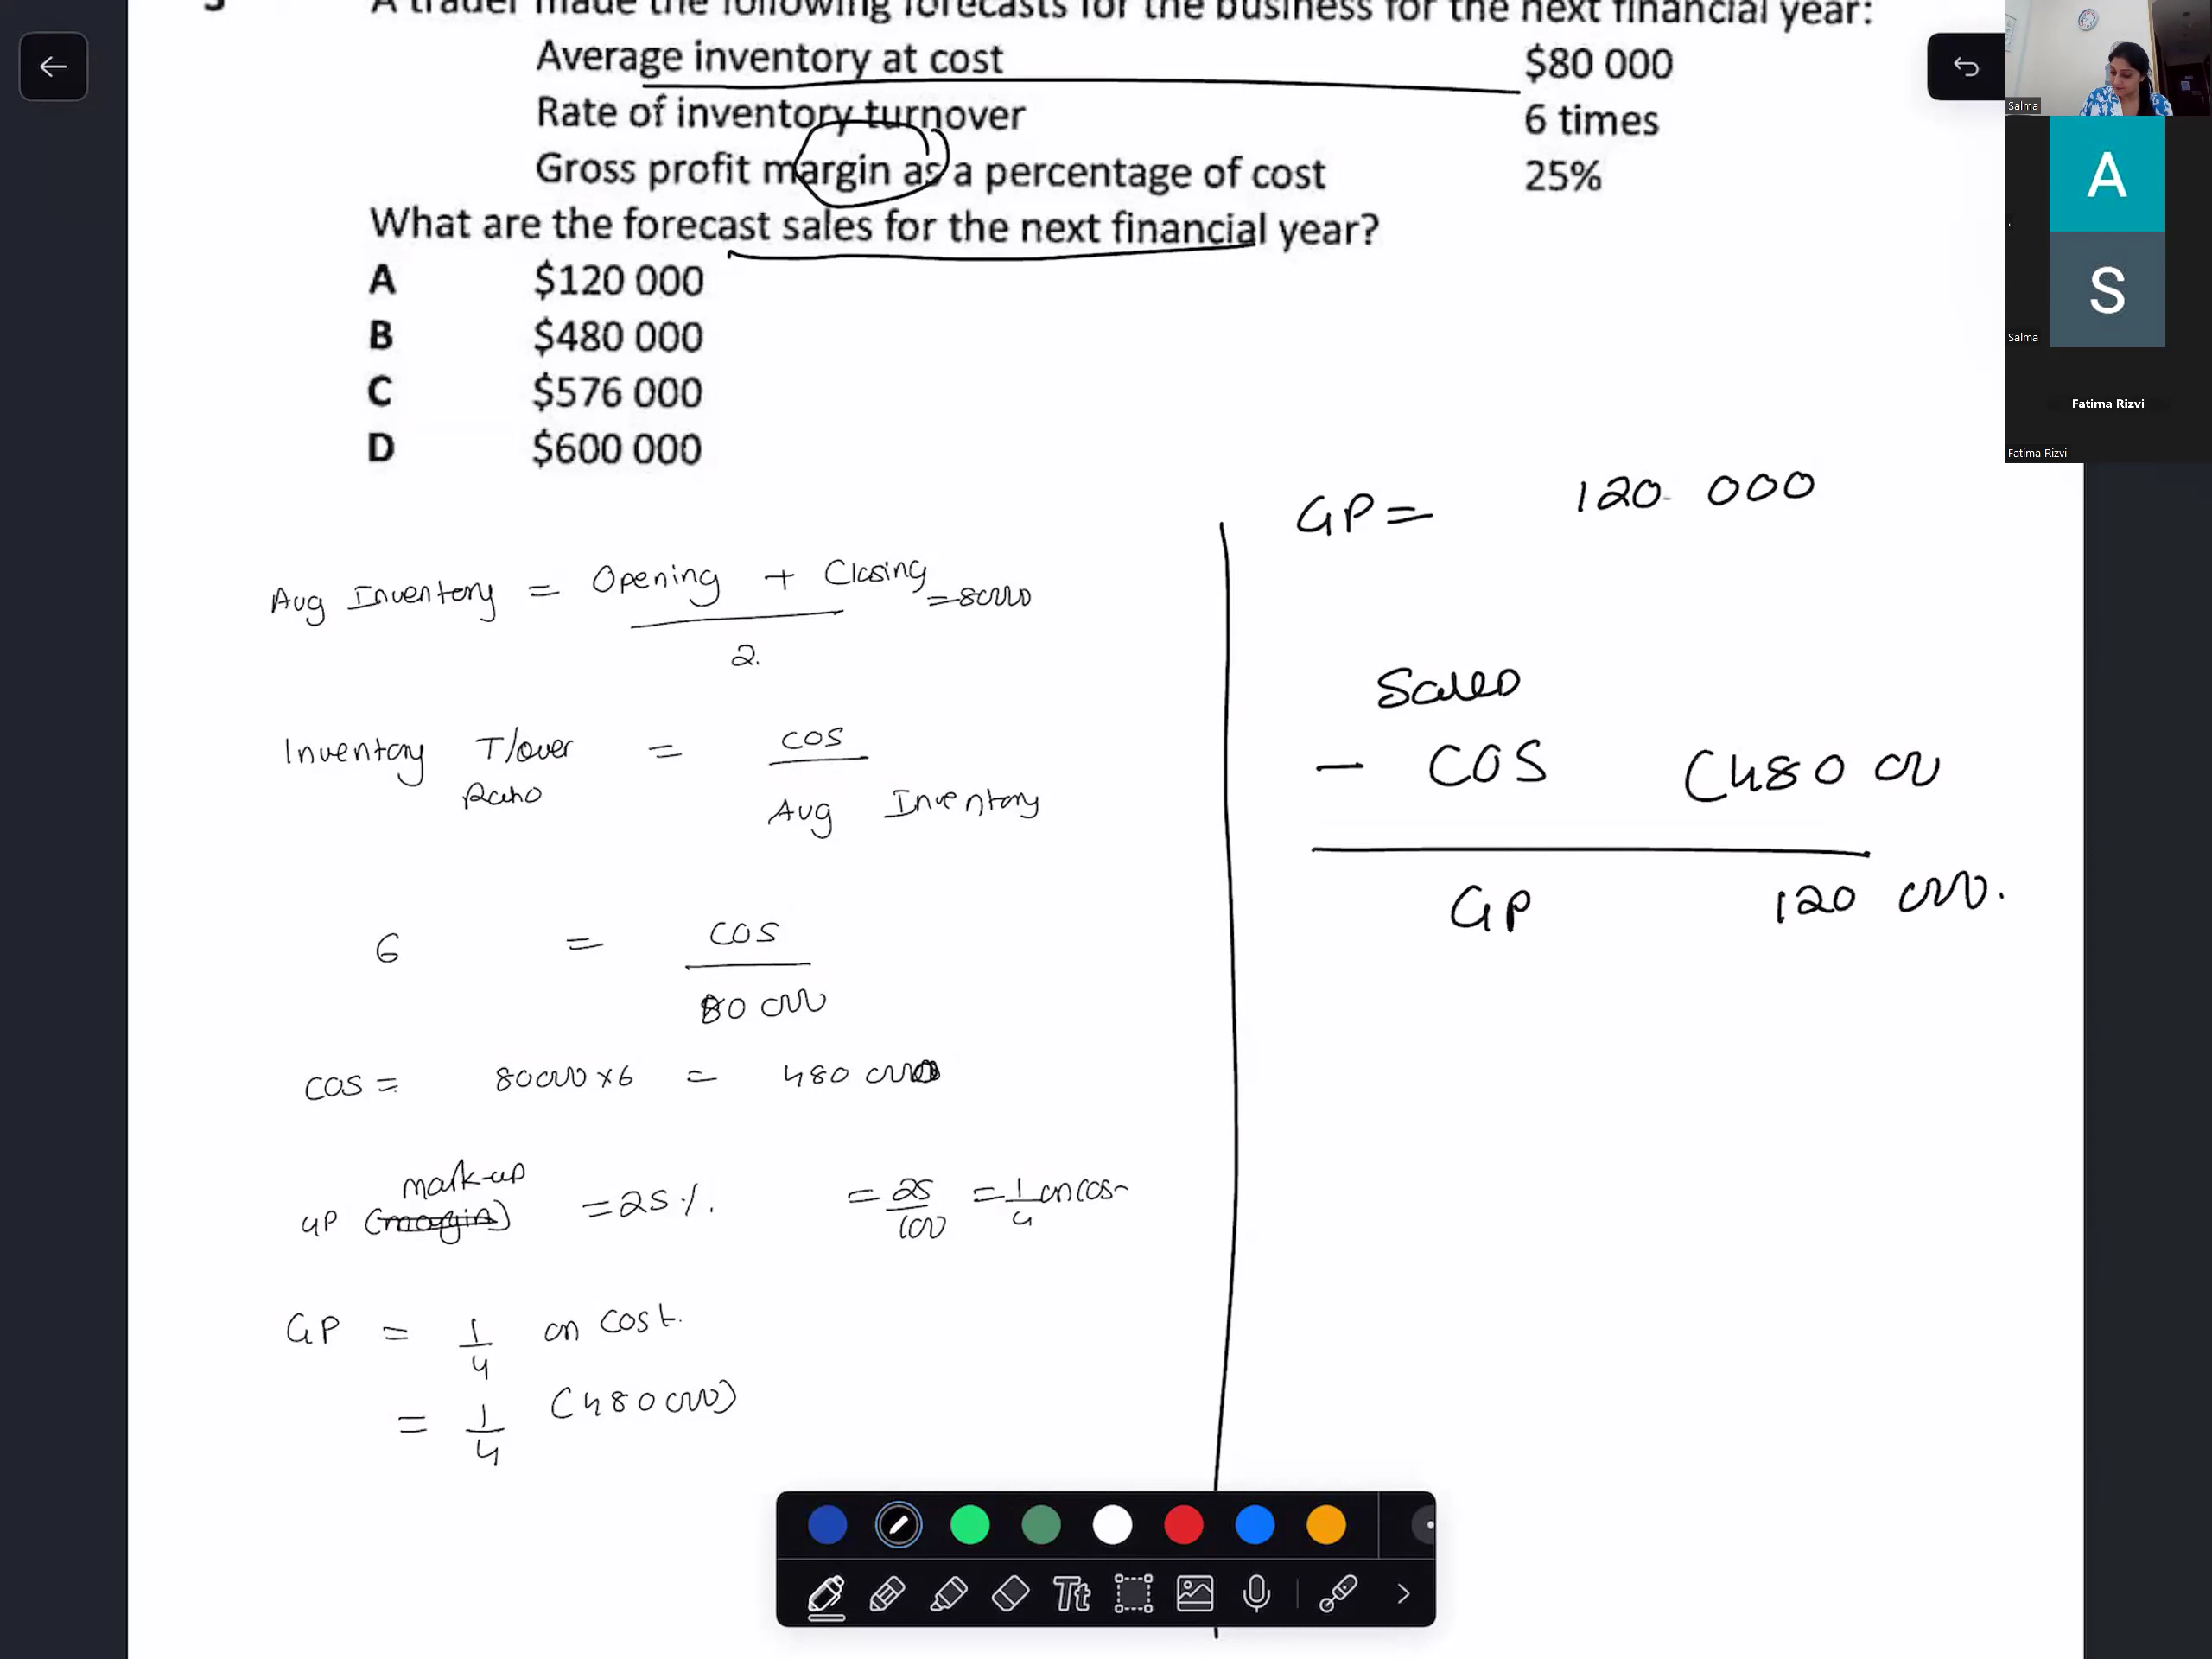 A trader made the following forecasts for the business for the next financial year:
Average inventory at cost $80 000
Rate of inventory turnover 6 times
Gross profit margin as a percentage of cost 25%
What are the forecast sales for the next financial year?
A $120 000
B $480 000
C $576 000
D $600 000
Avg Inventory = Opening + Closing = 80000
2.
Inventory T/over = COS
Ratio Avg Inventory
6 = COS
80 000
COS = 80000 x 6 = 480 000
mark-up
GP (margin) = 25%. = 25 = 1 on cos
100 4
GP = 1 on Cost.
4
= 1 (480000)
4
GP = 120 000
Sales
- COS (480 00
GP 120 000.
Salma
A
S
Salma
Fatima Rizvi
Fatima Rizvi
Tt